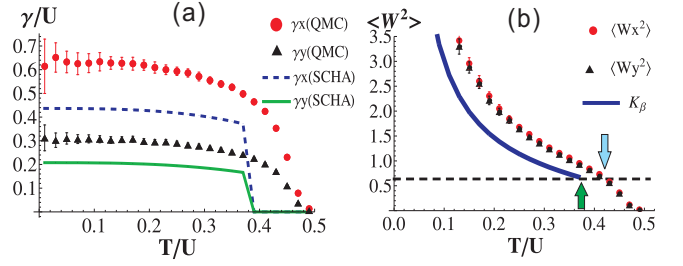 γ/U
(a)
γx(QMC)
γy(QMC)
γx(SCHA)
γy(SCHA)
0.7
0.6
0.5
0.4
0.3
0.2
0.1
0.1 0.2 0.3 0.4 0.5
T/U
<W²>
(b)
⟨Wx²⟩
⟨Wy²⟩
Kβ
3.5
3.0
2.5
2.0
1.5
1.0
0.5
0.0 0.1 0.2 0.3 0.4 0.5
T/U